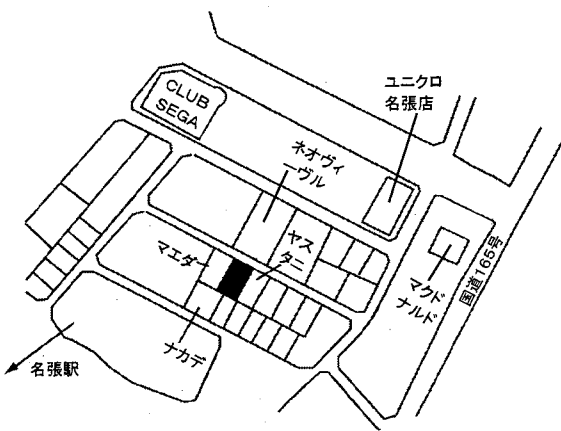 ユニクロ
名張店
CLUB
SEGA
ネオヴィ
ーヴル
ヤス
タニ
マエダ
マクド
ナルド
国道165号
ナカデ
名張駅